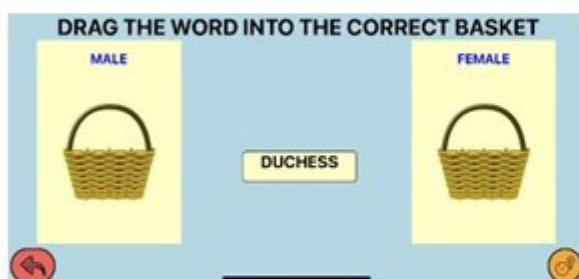 DRAG THE WORD INTO THE CORRECT BASKET
MALE
FEMALE
DUCHESS